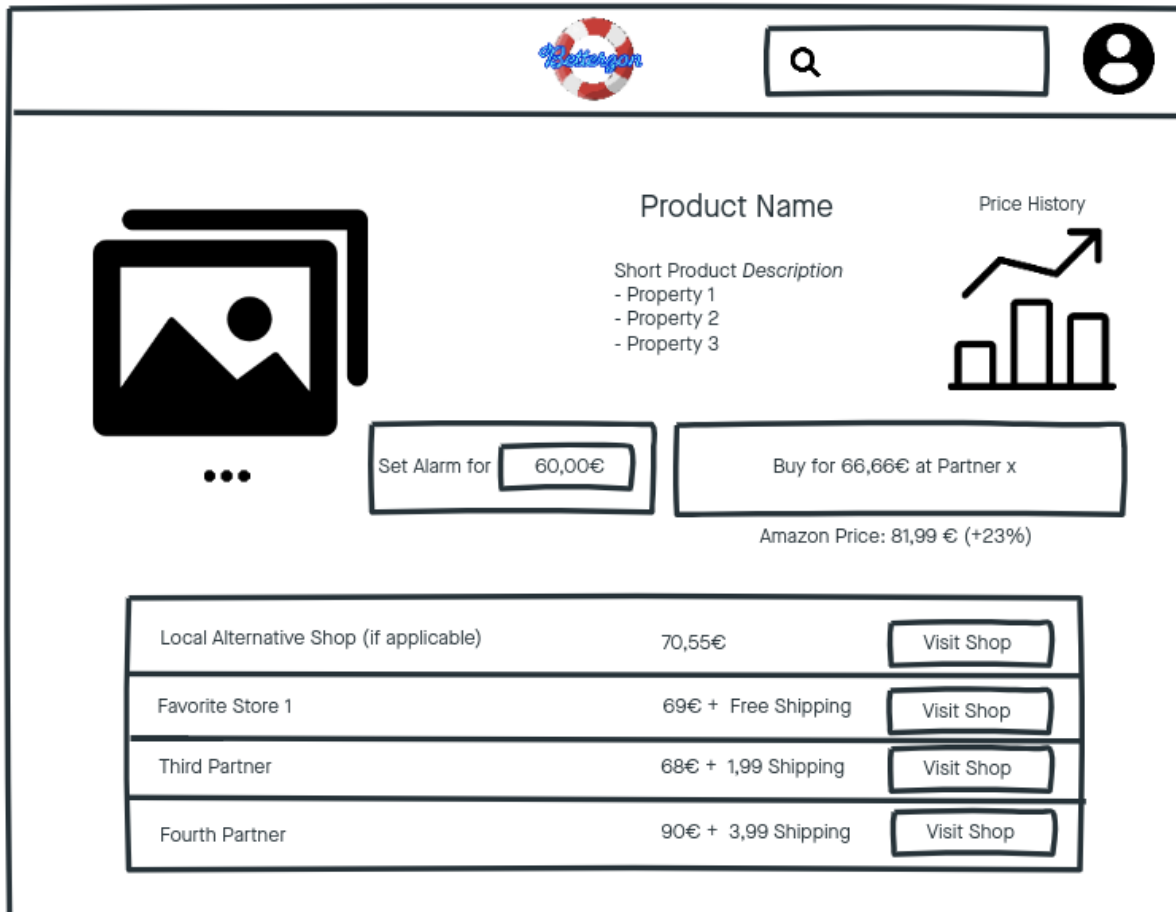 Betterzon
Product Name
Price History
Short Product Description
- Property 1
- Property 2
- Property 3
Set Alarm for 60,00€
Buy for 66,66€ at Partner x
Amazon Price: 81,99 € (+23%)
Local Alternative Shop (if applicable) 70,55€ Visit Shop
Favorite Store 1 69€ + Free Shipping Visit Shop
Third Partner 68€ + 1,99 Shipping Visit Shop
Fourth Partner 90€ + 3,99 Shipping Visit Shop